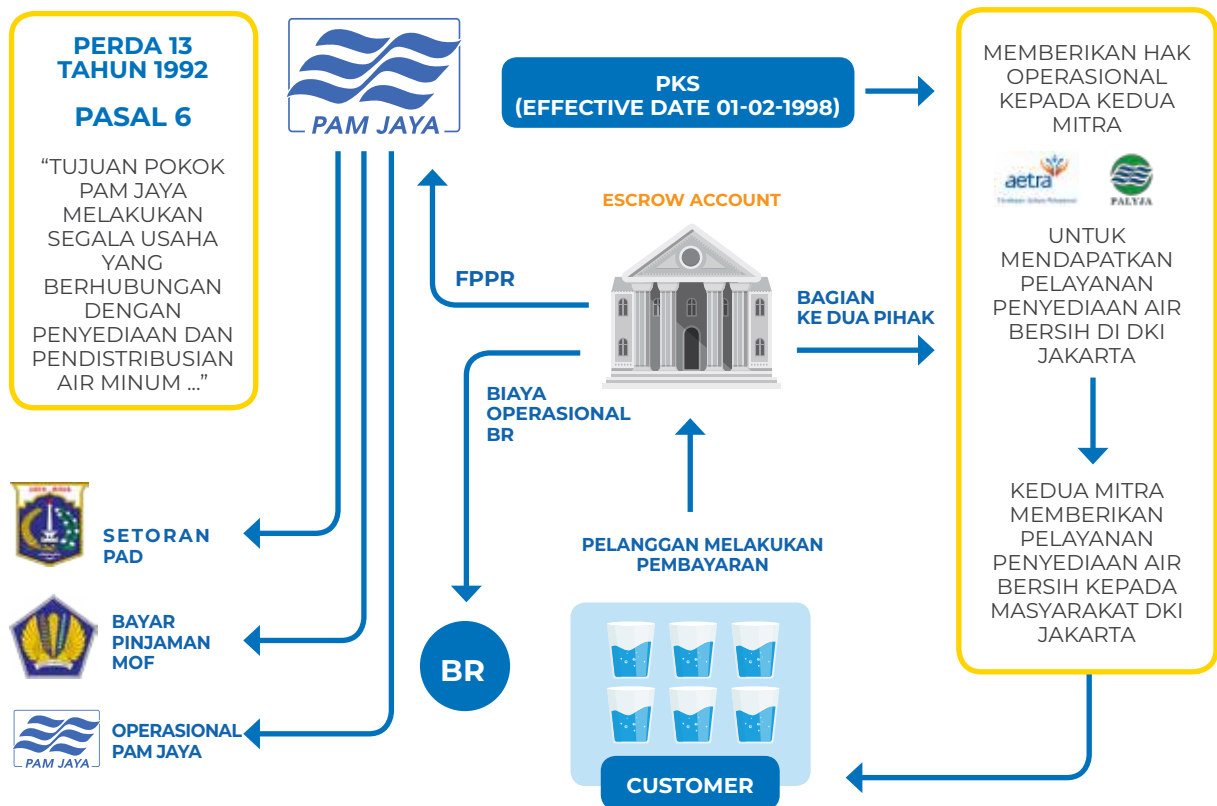 PERDA 13
TAHUN 1992
PASAL 6
“TUJUAN POKOK
PAM JAYA
MELAKUKAN
SEGALA USAHA
YANG
BERHUBUNGAN
DENGAN
PENYEDIAAN DAN
PENDISTRIBUSIAN
AIR MINUM ...”
PAM JAYA
PKS
(EFFECTIVE DATE 01-02-1998)
MEMBERIKAN HAK
OPERASIONAL
KEPADA KEDUA
MITRA
aetra
PALYJA
UNTUK
MENDAPATKAN
PELAYANAN
PENYEDIAAN AIR
BERSIH DI DKI
JAKARTA
KEDUA MITRA
MEMBERIKAN
PELAYANAN
PENYEDIAAN AIR
BERSIH KEPADA
MASYARAKAT DKI
JAKARTA
ESCROW ACCOUNT
FPPR
BAGIAN
KE DUA PIHAK
BIAYA
OPERASIONAL
BR
SETORAN
PAD
BAYAR
PINJAMAN
MOF
PAM JAYA
OPERASIONAL
PAM JAYA
BR
PELANGGAN MELAKUKAN
PEMBAYARAN
CUSTOMER